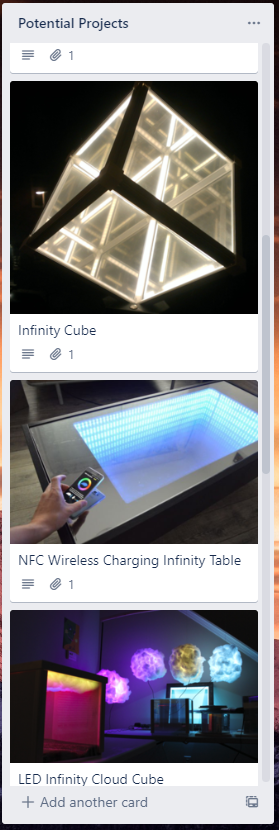 Potential Projects
1
Infinity Cube
1
NFC Wireless Charging Infinity Table
1
LED Infinity Cloud Cube
Add another card